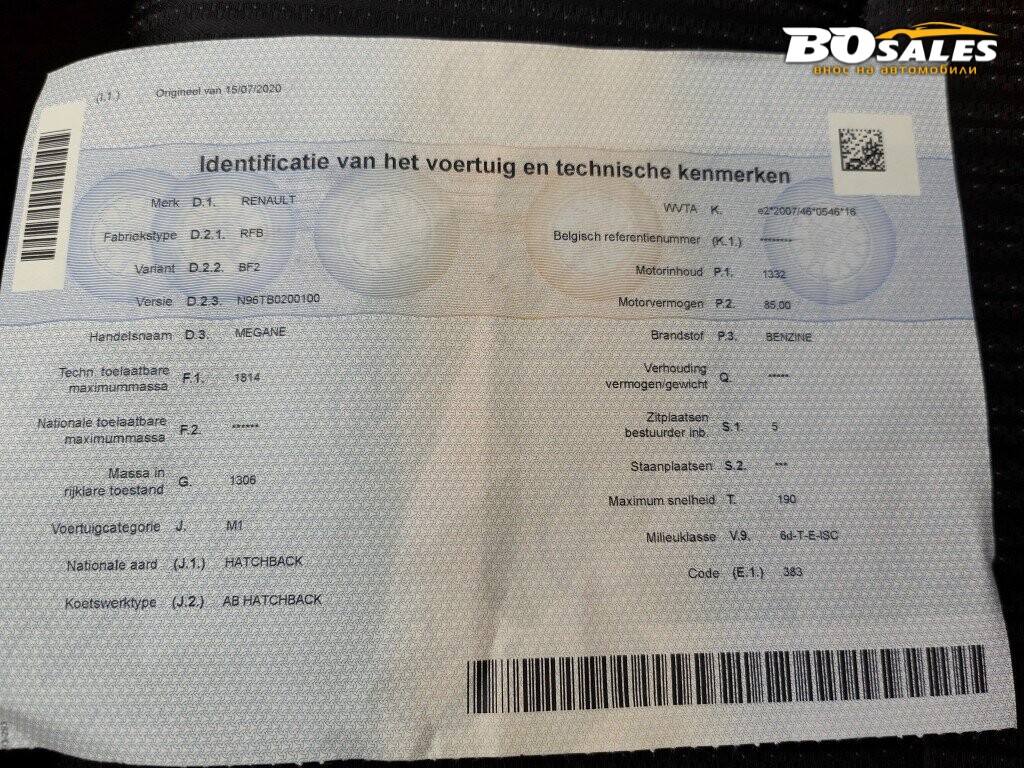 BOSALES
внос на автомобили
(I.1.) Origineel van 15/07/2020
Identificatie van het voertuig en technische kenmerken
Merk D.1. RENAULT
Fabriekstype D.2.1. RFB
Variant D.2.2. BF2
Versie D.2.3. N96TB0200100
Handelsnaam D.3. MEGANE
Techn. toelaatbare
maximummassa F.1. 1814
Nationale toelaatbare
maximummassa F.2. ******
Massa in
rijklare toestand G. 1306
Voertuigcategorie J. M1
Nationale aard (J.1.) HATCHBACK
Koetswerktype (J.2.) AB HATCHBACK
WVTA K. e2*2007/46*0546*16
Belgisch referentienummer (K.1.) ********
Motorinhoud P.1. 1332
Motorvermogen P.2. 85,00
Brandstof P.3. BENZINE
Verhouding
vermogen/gewicht Q. *****
Zitplaatsen
bestuurder inb. S.1. 5
Staanplaatsen S.2. ***
Maximum snelheid T. 190
Milieuklasse V.9. 6d-T-E-ISC
Code (E.1.) 383